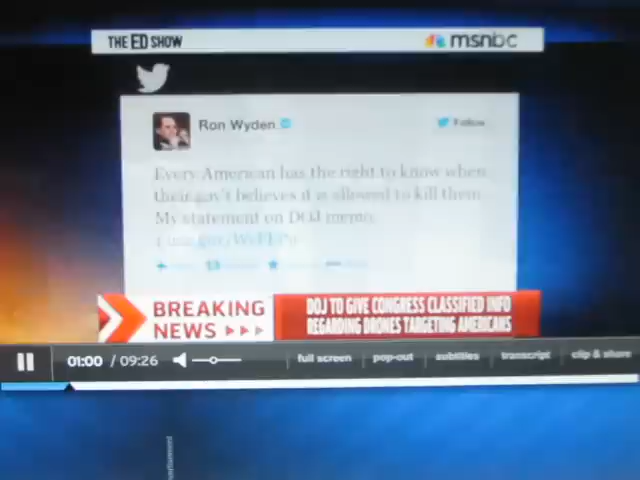 THE ED SHOW
msnbc
Ron Wyden
Follow
Every American has the right to know when
their gov't believes it is allowed to kill them.
My statement on DOJ memo.
BREAKING
NEWS
DOJ TO GIVE CONGRESS CLASSIFIED INFO
REGARDING DRONES TARGETING AMERICANS
01:00 / 09:26
full screen
pop-out
subtitles
transcript
clip & share